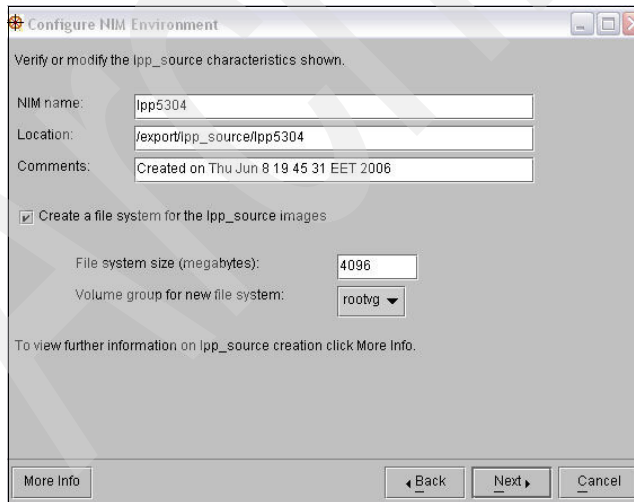 Configure NIM Environment
Verify or modify the lpp_source characteristics shown.
NIM name: lpp5304
Location: /export/lpp_source/lpp5304
Comments: Created on Thu Jun 8 19 45 31 EET 2006
Create a file system for the lpp_source images
File system size (megabytes): 4096
Volume group for new file system: rootvg
To view further information on lpp_source creation click More Info.
More Info Back Next Cancel